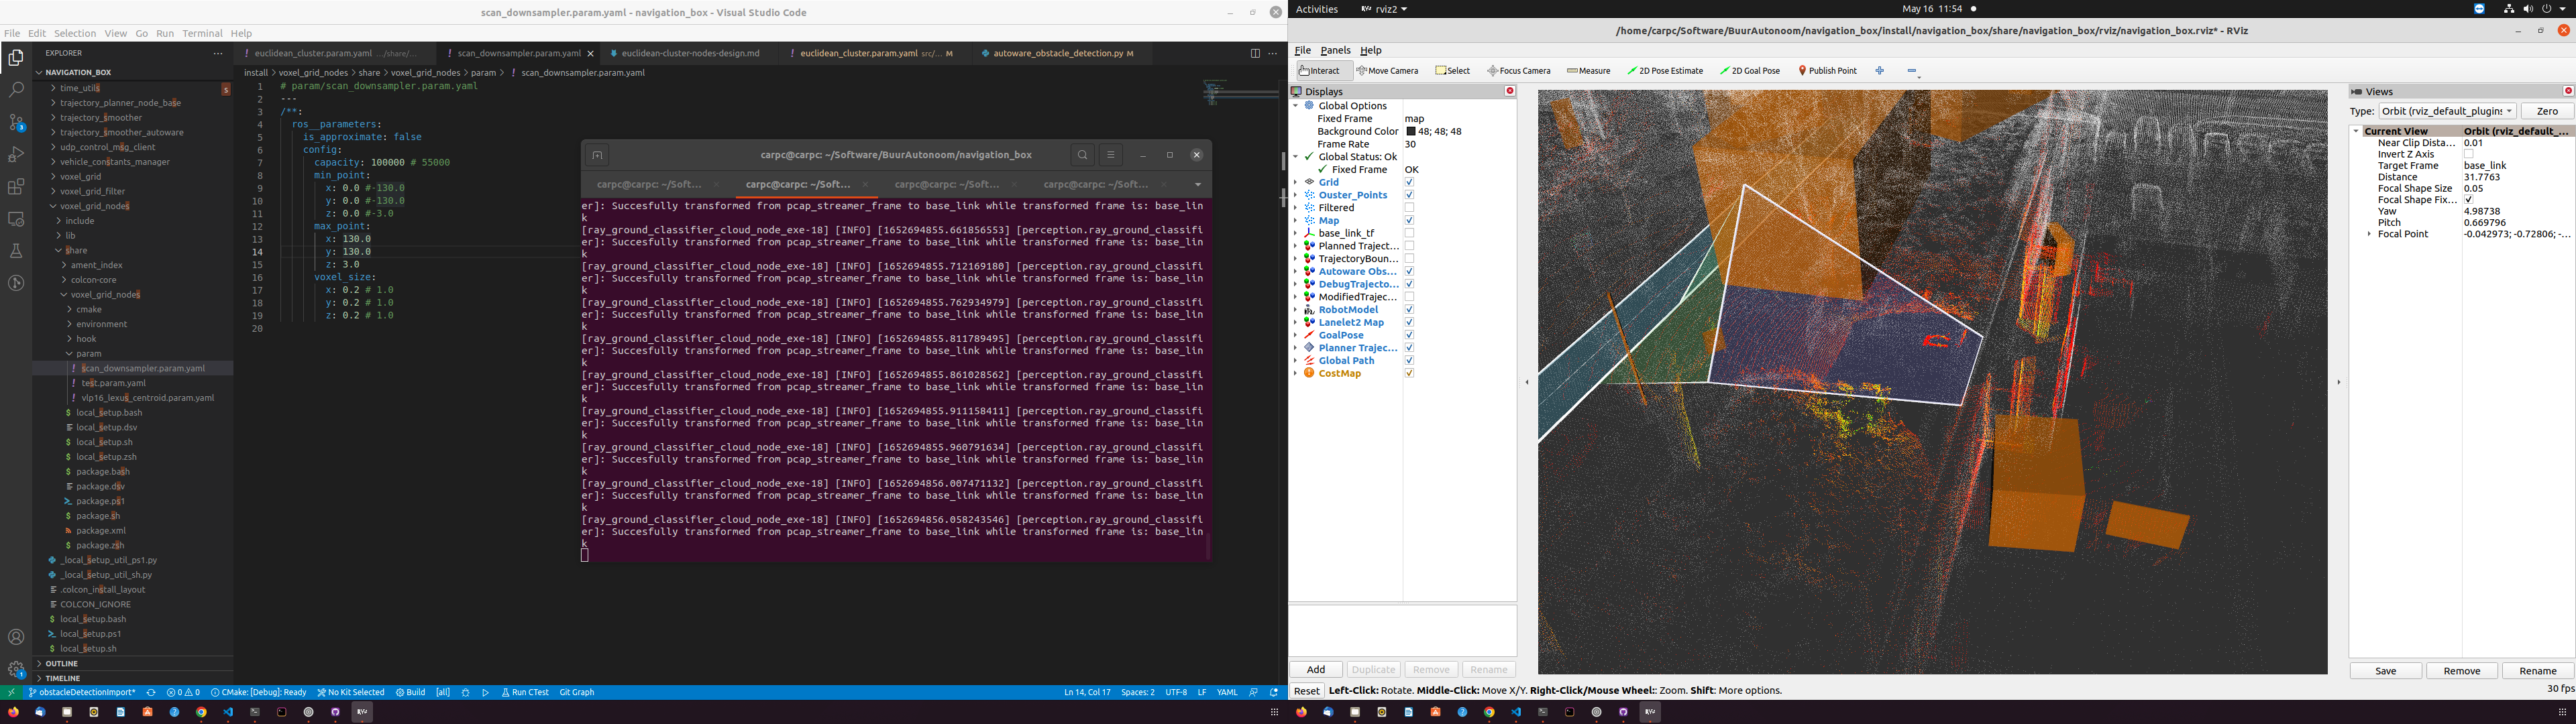 scan_downsampler.param.yaml - navigation_box - Visual Studio Code
File Edit Selection View Go Run Terminal Help
EXPLORER
NAVIGATION_BOX
time_utils
5
trajectory_planner_node_base
trajectory_smoother
trajectory_smoother_autoware
udp_control_msg_client
vehicle_constants_manager
voxel_grid
voxel_grid_filter
voxel_grid_nodes
include
lib
share
ament_index
colcon-core
voxel_grid_nodes
cmake
environment
hook
param
scan_downsampler.param.yaml
test.param.yaml
vlp16_lexus_centroid.param.yaml
local_setup.bash
local_setup.dsv
local_setup.sh
local_setup.zsh
package.bash
package.dsv
package.ps1
package.sh
package.xml
package.zsh
_local_setup_util_ps1.py
_local_setup_util_sh.py
.colcon_install_layout
COLCON_IGNORE
local_setup.bash
local_setup.ps1
local_setup.sh
OUTLINE
TIMELINE
euclidean_cluster.param.yaml .../share/...
scan_downsampler.param.yaml
euclidean-cluster-nodes-design.md
euclidean_cluster.param.yaml src/... M
autoware_obstacle_detection.py M
install > voxel_grid_nodes > share > voxel_grid_nodes > param > ! scan_downsampler.param.yaml
1 # param/scan_downsampler.param.yaml
2 ---
3 /**:
4 ros__parameters:
5 is_approximate: false
6 config:
7 capacity: 100000 # 55000
8 min_point:
9 x: 0.0 #-130.0
10 y: 0.0 #-130.0
11 z: 0.0 #-3.0
12 max_point:
13 x: 130.0
14 y: 130.0
15 z: 3.0
16 voxel_size:
17 x: 0.2 # 1.0
18 y: 0.2 # 1.0
19 z: 0.2 # 1.0
20
carpc@carpc: ~/Software/BuurAutonoom/navigation_box
carpc@carpc: ~/Soft...
carpc@carpc: ~/Soft...
carpc@carpc: ~/Soft...
carpc@carpc: ~/Soft...
er]: Succesfully transformed from pcap_streamer_frame to base_link while transformed frame is: base_lin
k
[ray_ground_classifier_cloud_node_exe-18] [INFO] [1652694855.661856553] [perception.ray_ground_classifi
er]: Succesfully transformed from pcap_streamer_frame to base_link while transformed frame is: base_lin
k
[ray_ground_classifier_cloud_node_exe-18] [INFO] [1652694855.712169180] [perception.ray_ground_classifi
er]: Succesfully transformed from pcap_streamer_frame to base_link while transformed frame is: base_lin
k
[ray_ground_classifier_cloud_node_exe-18] [INFO] [1652694855.762934979] [perception.ray_ground_classifi
er]: Succesfully transformed from pcap_streamer_frame to base_link while transformed frame is: base_lin
k
[ray_ground_classifier_cloud_node_exe-18] [INFO] [1652694855.811789495] [perception.ray_ground_classifi
er]: Succesfully transformed from pcap_streamer_frame to base_link while transformed frame is: base_lin
k
[ray_ground_classifier_cloud_node_exe-18] [INFO] [1652694855.861028562] [perception.ray_ground_classifi
er]: Succesfully transformed from pcap_streamer_frame to base_link while transformed frame is: base_lin
k
[ray_ground_classifier_cloud_node_exe-18] [INFO] [1652694855.911158411] [perception.ray_ground_classifi
er]: Succesfully transformed from pcap_streamer_frame to base_link while transformed frame is: base_lin
k
[ray_ground_classifier_cloud_node_exe-18] [INFO] [1652694855.960791634] [perception.ray_ground_classifi
er]: Succesfully transformed from pcap_streamer_frame to base_link while transformed frame is: base_lin
k
[ray_ground_classifier_cloud_node_exe-18] [INFO] [1652694856.007471132] [perception.ray_ground_classifi
er]: Succesfully transformed from pcap_streamer_frame to base_link while transformed frame is: base_lin
k
[ray_ground_classifier_cloud_node_exe-18] [INFO] [1652694856.058243546] [perception.ray_ground_classifi
er]: Succesfully transformed from pcap_streamer_frame to base_link while transformed frame is: base_lin
k
obstacleDetectionImport* 0 0 CMake: [Debug]: Ready No Kit Selected Build [all] Run CTest Git Graph
Ln 14, Col 17 Spaces: 2 UTF-8 LF YAML
Activities rviz2 May 16 11:54
/home/carpc/Software/BuurAutonoom/navigation_box/install/navigation_box/share/navigation_box/rviz/navigation_box.rviz* - RViz
File Panels Help
Interact Move Camera Select Focus Camera Measure 2D Pose Estimate 2D Goal Pose Publish Point
Displays
Global Options
Fixed Frame map
Background Color 48; 48; 48
Frame Rate 30
Global Status: Ok
Fixed Frame OK
Grid
Ouster_Points
Filtered
Map
base_link_tf
Planned Traject...
TrajectoryBoun...
Autoware Obs...
DebugTrajecto...
ModifiedTrajec...
RobotModel
Lanelet2 Map
GoalPose
Planner Trajec...
Global Path
CostMap
Add Duplicate Remove Rename
Reset Left-Click: Rotate. Middle-Click: Move X/Y. Right-Click/Mouse Wheel:: Zoom. Shift: More options.
30 fps
Views
Type: Orbit (rviz_default_plugins Zero
Current View Orbit (rviz_default_...
Near Clip Dista... 0.01
Invert Z Axis
Target Frame base_link
Distance 31.7763
Focal Shape Size 0.05
Focal Shape Fix...
Yaw 4.98738
Pitch 0.669796
Focal Point -0.042973; -0.72806; -...
Save Remove Rename